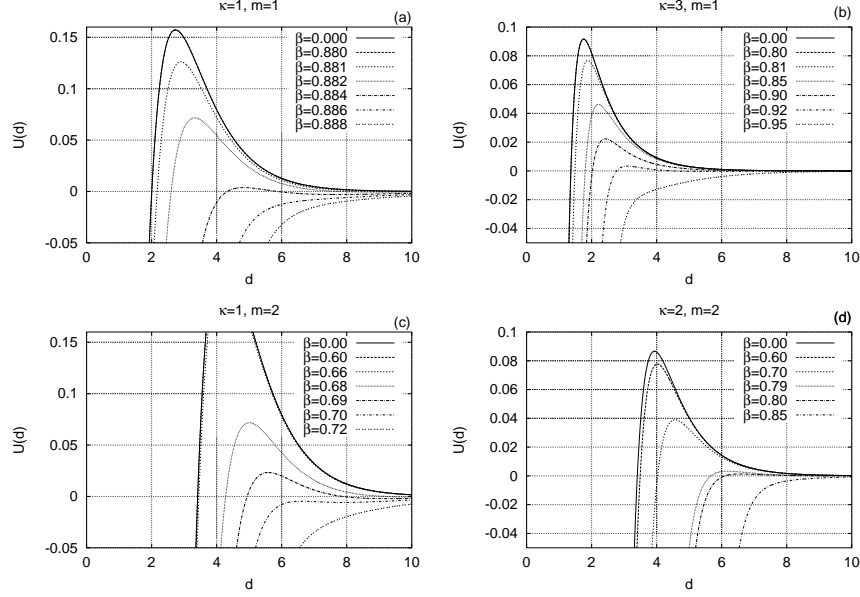 κ=1, m=1
(a)
β=0.000
β=0.880
β=0.881
β=0.882
β=0.884
β=0.886
β=0.888
0.15
0.1
0.05
0
-0.05
U(d)
0 2 4 6 8 10
d
κ=3, m=1
(b)
β=0.00
β=0.80
β=0.81
β=0.85
β=0.90
β=0.92
β=0.95
0.1
0.08
0.06
0.04
0.02
0
-0.02
-0.04
U(d)
0 2 4 6 8 10
d
κ=1, m=2
(c)
β=0.00
β=0.60
β=0.66
β=0.68
β=0.69
β=0.70
β=0.72
0.15
0.1
0.05
0
-0.05
U(d)
0 2 4 6 8 10
d
κ=2, m=2
(d)
β=0.00
β=0.60
β=0.70
β=0.79
β=0.80
β=0.85
0.1
0.08
0.06
0.04
0.02
0
-0.02
-0.04
U(d)
0 2 4 6 8 10
d